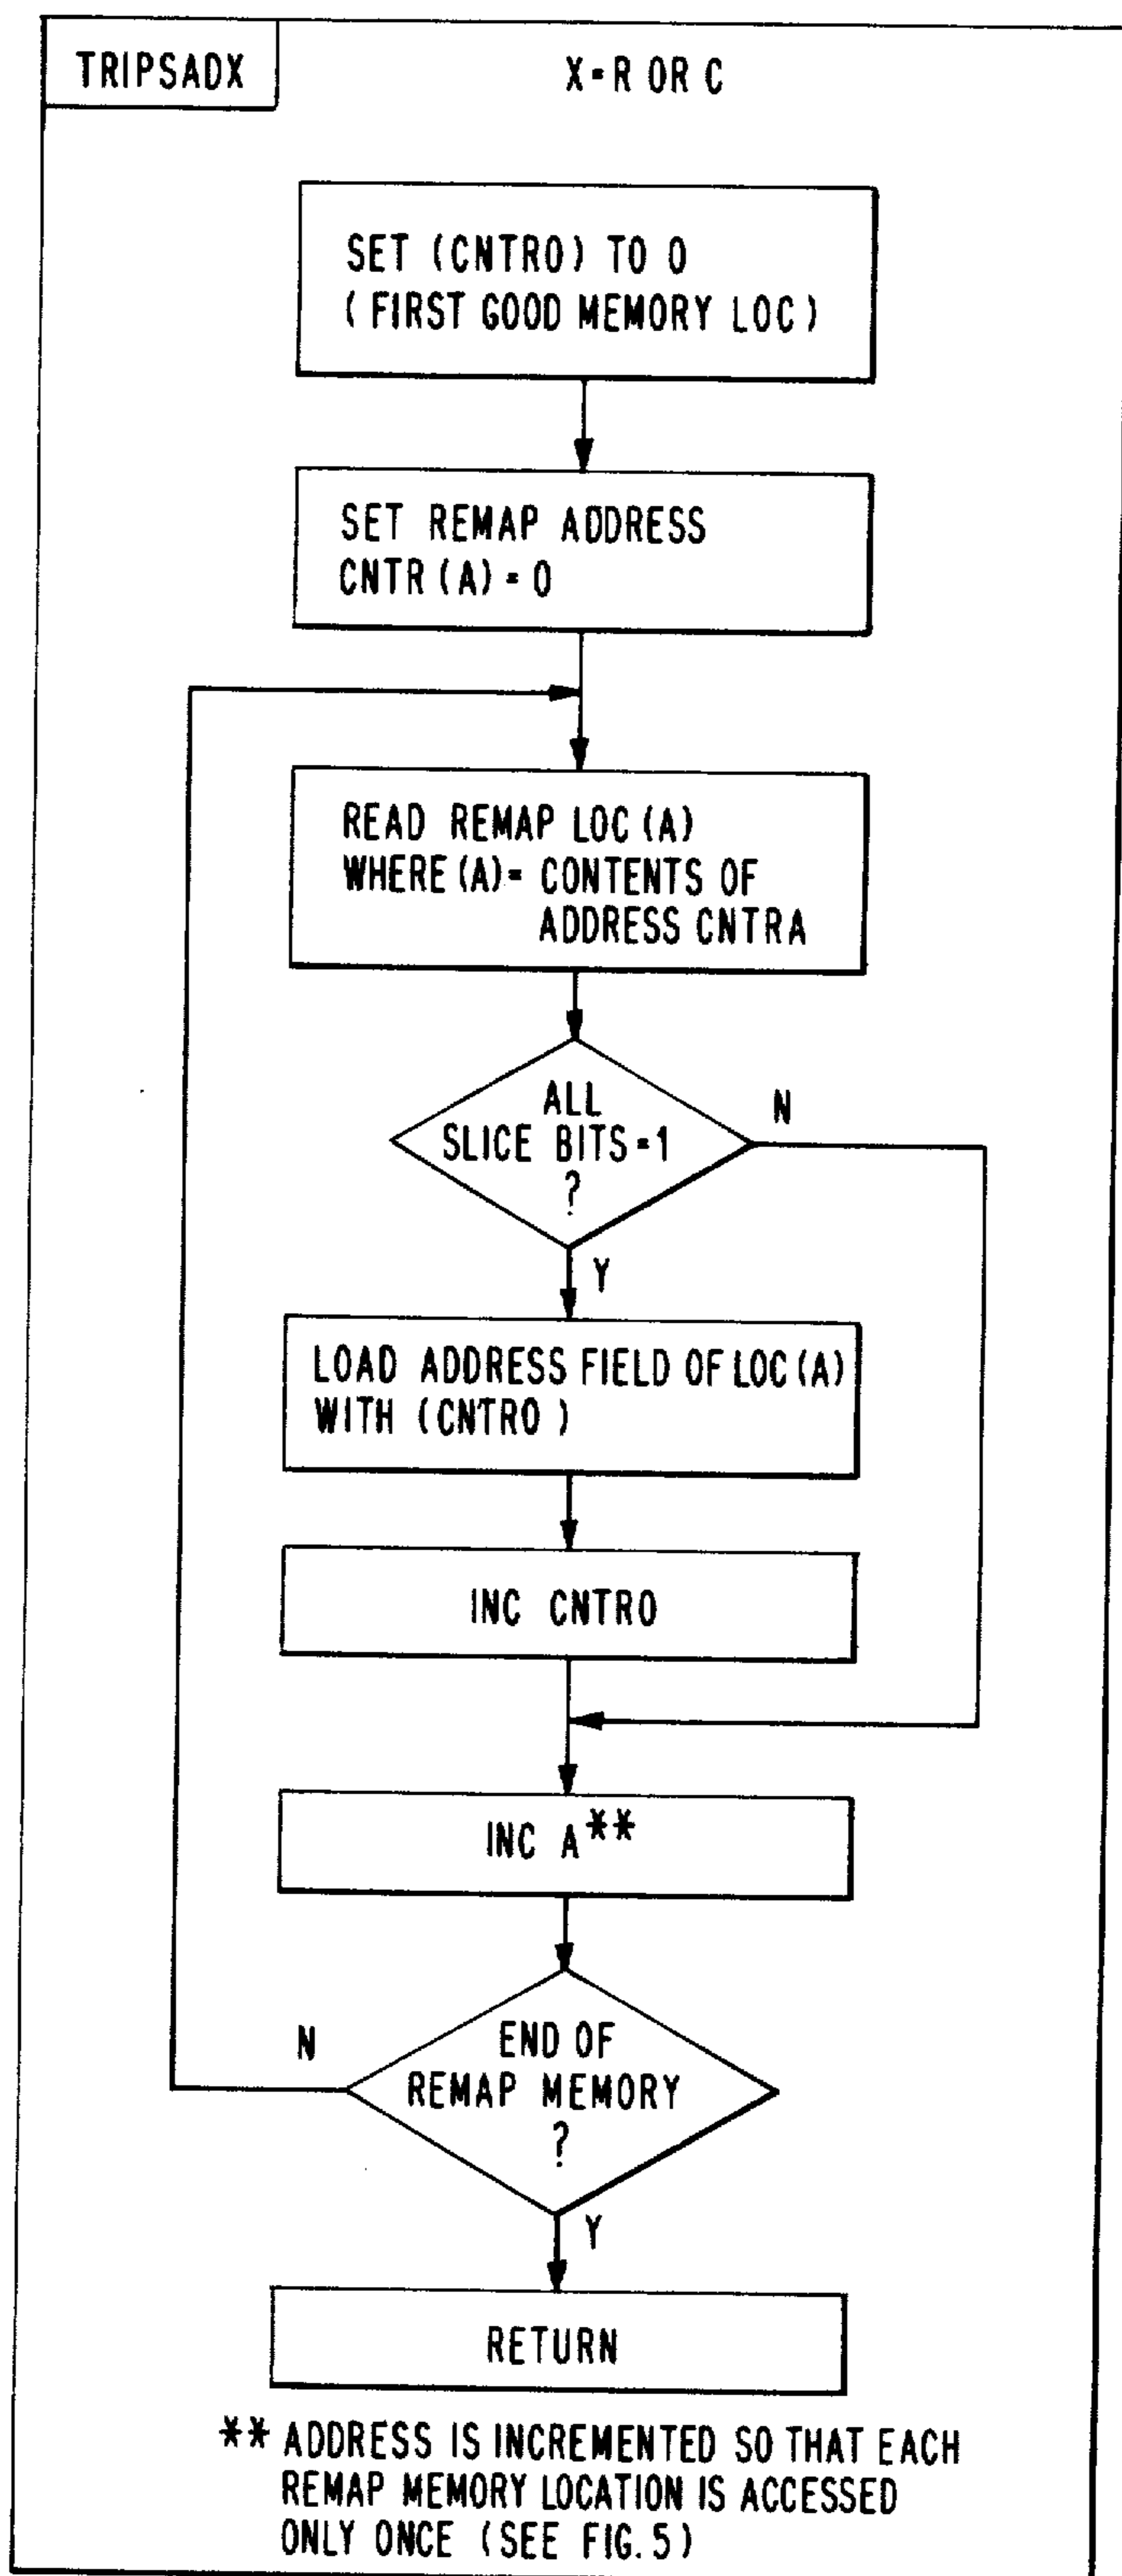 TRIPSADX
X=R OR C
SET (CNTRO) TO 0
(FIRST GOOD MEMORY LOC)
SET REMAP ADDRESS
CNTR(A)=0
READ REMAP LOC(A)
WHERE (A)= CONTENTS OF
ADDRESS CNTRA
ALL
SLICE BITS=1
?
N
Y
LOAD ADDRESS FIELD OF LOC(A)
WITH (CNTRO)
INC CNTRO
INC A**
END OF
REMAP MEMORY
?
N
Y
RETURN
** ADDRESS IS INCREMENTED SO THAT EACH
REMAP MEMORY LOCATION IS ACCESSED
ONLY ONCE (SEE FIG.5)